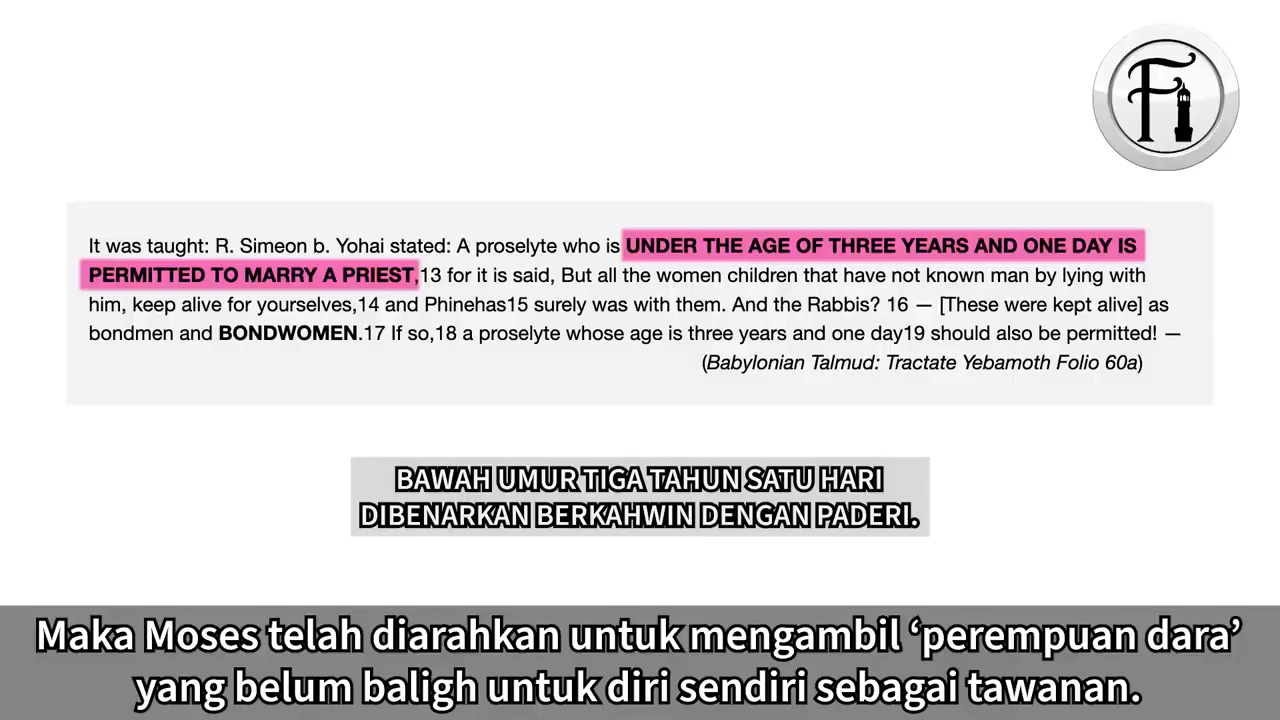 Fi
It was taught: R. Simeon b. Yohai stated: A proselyte who is UNDER THE AGE OF THREE YEARS AND ONE DAY IS
PERMITTED TO MARRY A PRIEST,13 for it is said, But all the women children that have not known man by lying with
him, keep alive for yourselves,14 and Phinehas15 surely was with them. And the Rabbis? 16 — [These were kept alive] as
bondmen and BONDWOMEN.17 If so,18 a proselyte whose age is three years and one day19 should also be permitted! —
(Babylonian Talmud: Tractate Yebamoth Folio 60a)
BAWAH UMUR TIGA TAHUN SATU HARI
DIBENARKAN BERKAHWIN DENGAN PADERI.
Maka Moses telah diarahkan untuk mengambil ‘perempuan dara’
yang belum baligh untuk diri sendiri sebagai tawanan.